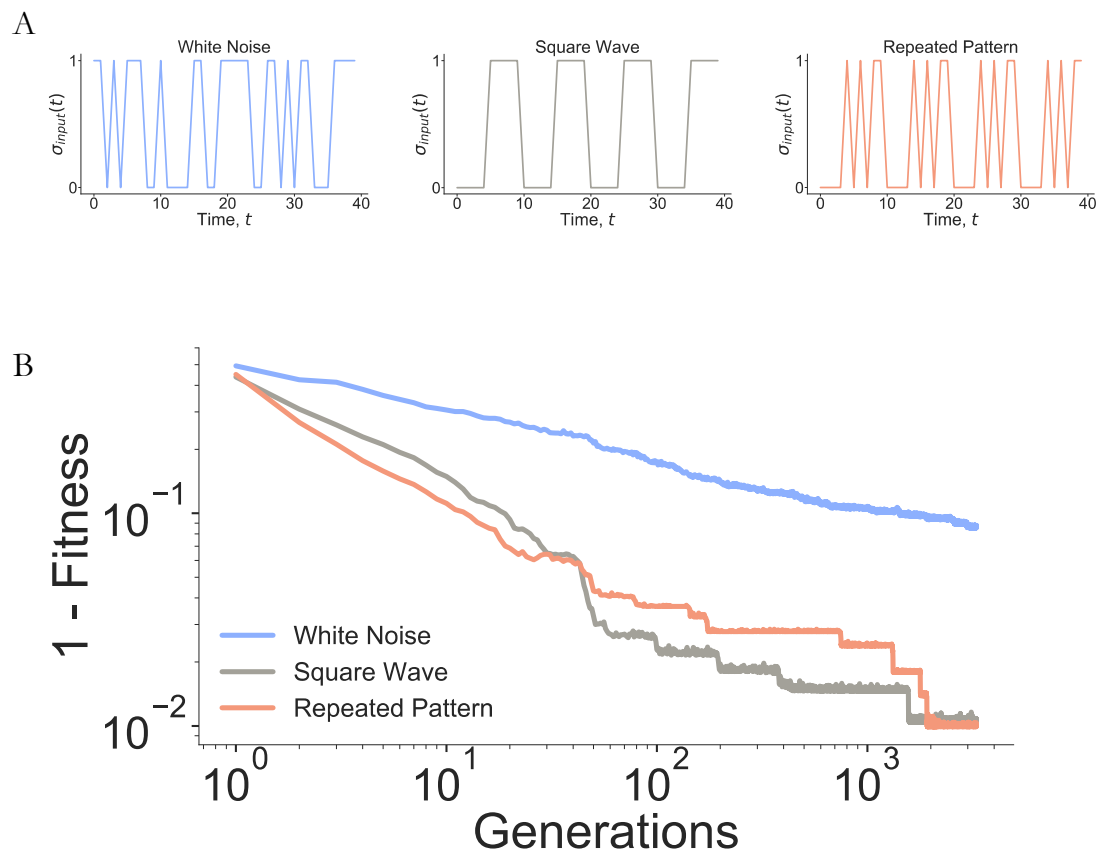 A
White Noise
Square Wave
Repeated Pattern
1
0
σinput(t)
0 10 20 30 40
Time, t
1
0
σinput(t)
0 10 20 30 40
Time, t
1
0
σinput(t)
0 10 20 30 40
Time, t
B
1 - Fitness
10⁻¹
10⁻²
White Noise
Square Wave
Repeated Pattern
10⁰ 10¹ 10² 10³
Generations